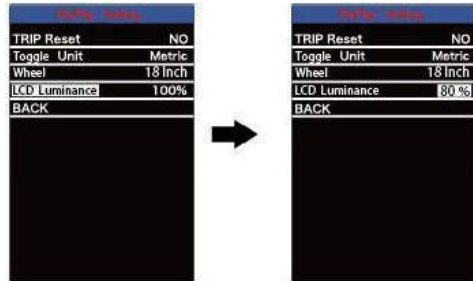 TRIP Reset NO
Toggle Unit Metric
Wheel 18 Inch
LCD Luminance 100%
BACK
TRIP Reset NO
Toggle Unit Metric
Wheel 18 Inch
LCD Luminance 80 %
BACK